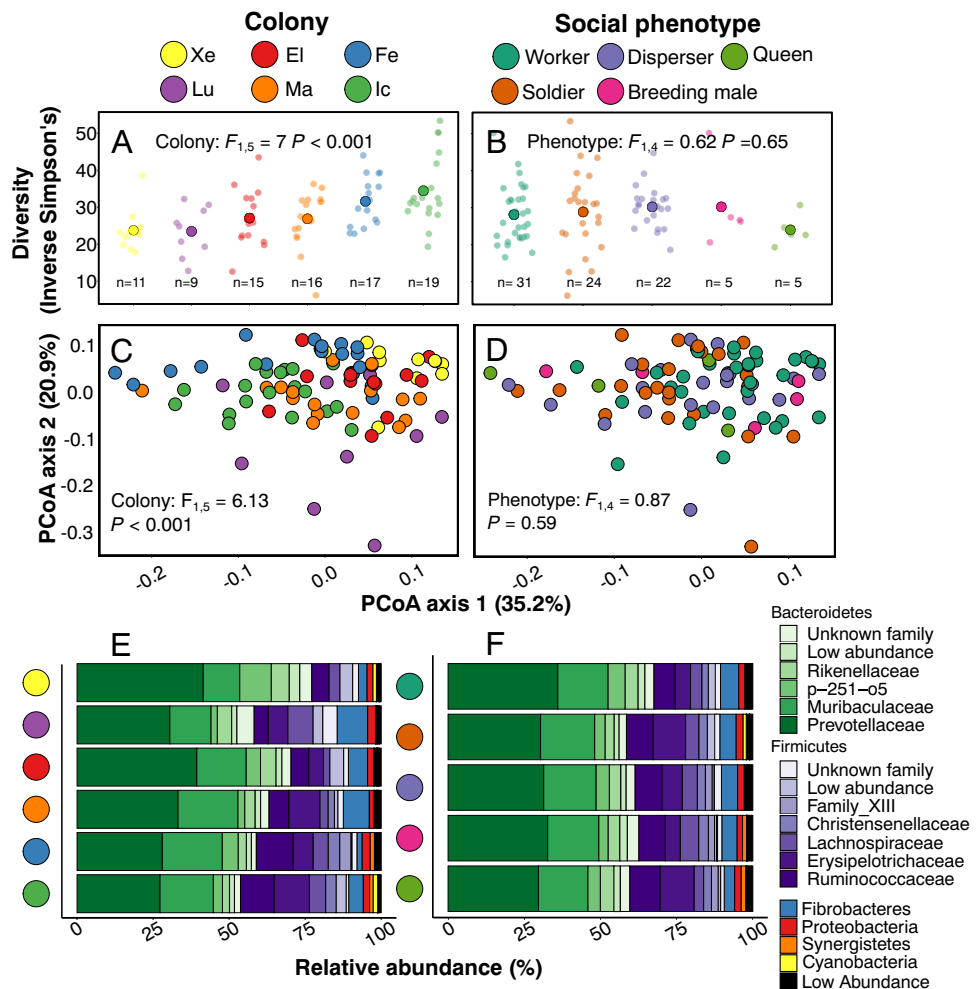 Colony
Social phenotype
Xe El Fe
Lu Ma Ic
Worker Disperser Queen
Soldier Breeding male
Diversity
(Inverse Simpson's)
50
40
30
20
10
A
Colony: F1,5 = 7 P < 0.001
n=11 n=9 n=15 n=16 n=17 n=19
B
Phenotype: F1,4 = 0.62 P =0.65
n= 31 n= 24 n= 22 n= 5 n= 5
PCoA axis 2 (20.9%)
0.1
0.0
-0.1
-0.2
-0.3
C
Colony: F1,5 = 6.13
P < 0.001
D
Phenotype: F1,4 = 0.87
P = 0.59
-0.2 -0.1 0.0 0.1
-0.2 -0.1 0.0 0.1
PCoA axis 1 (35.2%)
E
F
0 25 50 75 100
0 25 50 75 100
Relative abundance (%)
Bacteroidetes
Unknown family
Low abundance
Rikenellaceae
p−251−o5
Muribaculaceae
Prevotellaceae
Firmicutes
Unknown family
Low abundance
Family_XIII
Christensenellaceae
Lachnospiraceae
Erysipelotrichaceae
Ruminococcaceae
Fibrobacteres
Proteobacteria
Synergistetes
Cyanobacteria
Low Abundance